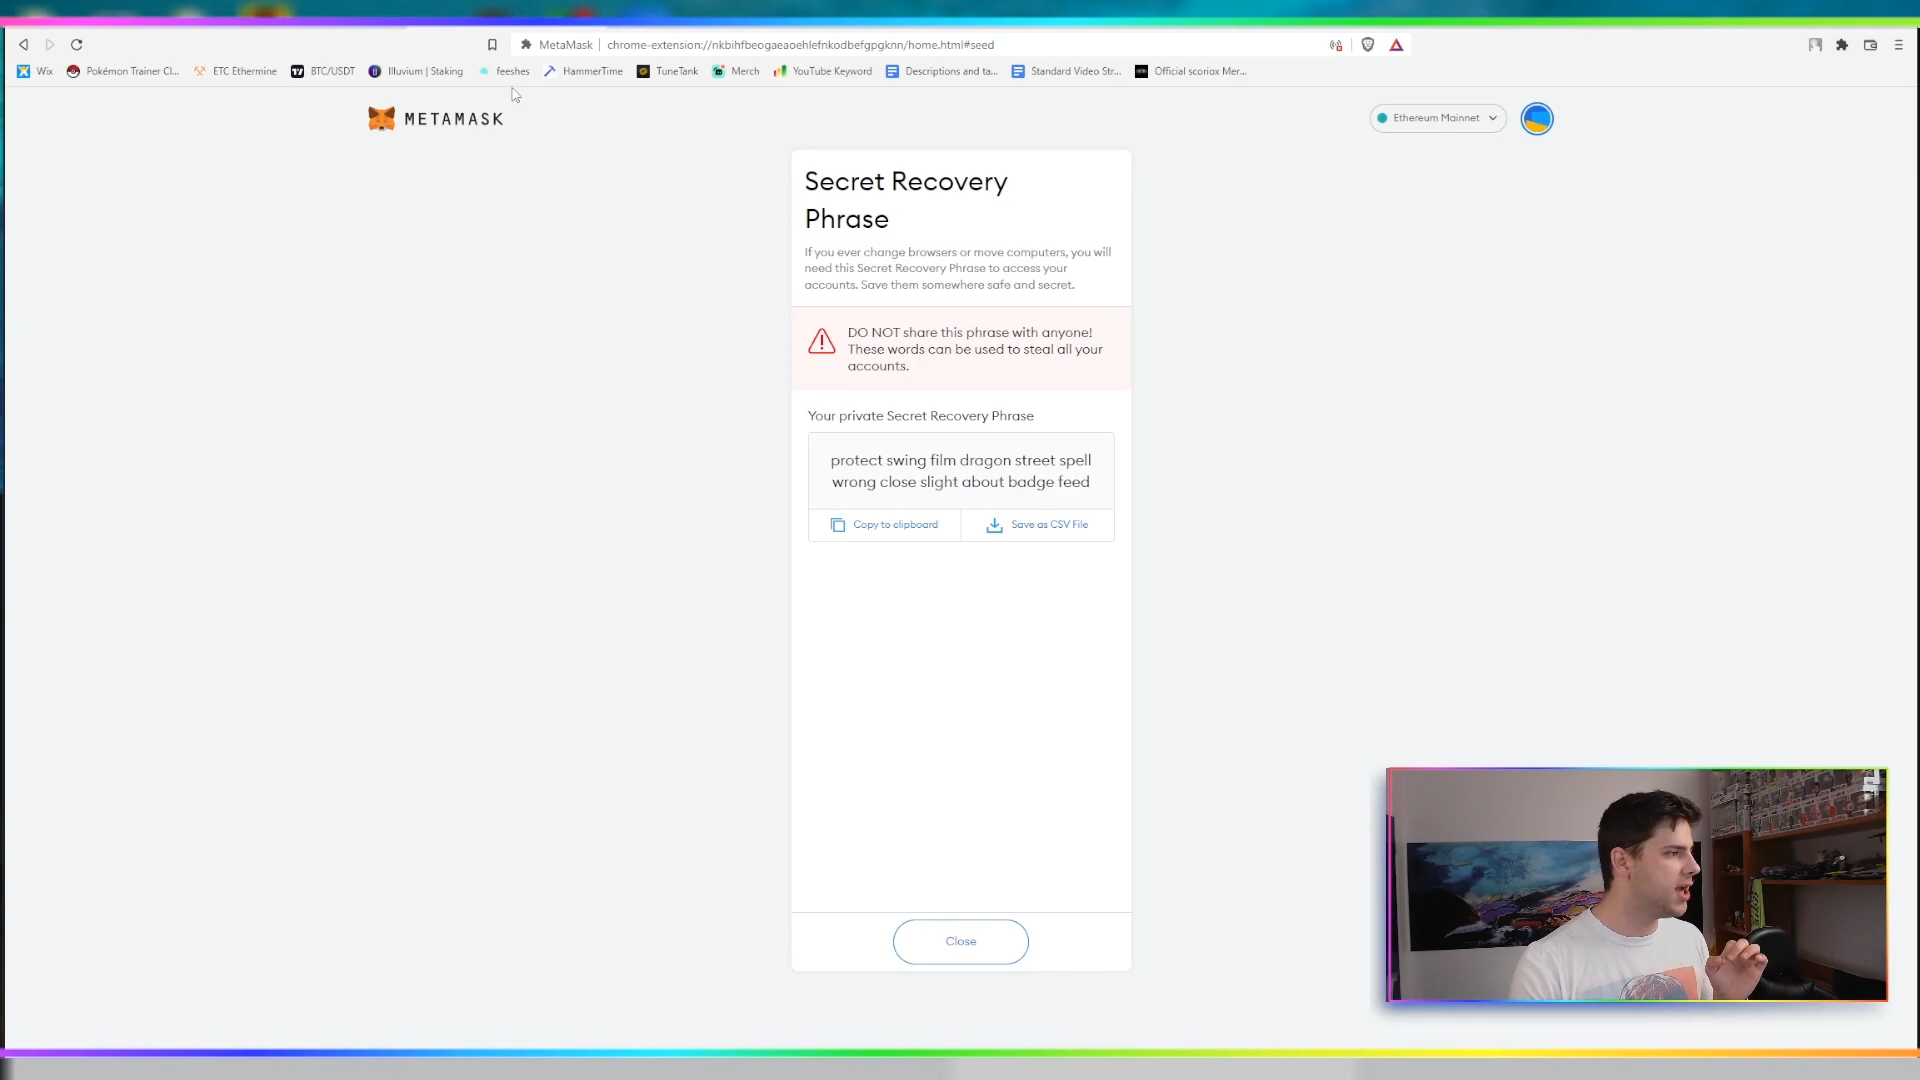 MetaMask
chrome-extension://nkbihfbeogaeaoehlefnkodbefgpgknn/home.html#seed
Wix
Pokémon Trainer Cl...
ETC Ethermine
BTC/USDT
Illuvium | Staking
feeshes
HammerTime
TuneTank
Merch
YouTube Keyword
Descriptions and ta...
Standard Video Str...
Official scoriox Mer...
METAMASK
Ethereum Mainnet
Secret Recovery
Phrase
If you ever change browsers or move computers, you will
need this Secret Recovery Phrase to access your
accounts. Save them somewhere safe and secret.
DO NOT share this phrase with anyone!
These words can be used to steal all your
accounts.
Your private Secret Recovery Phrase
protect swing film dragon street spell
wrong close slight about badge feed
Copy to clipboard
Save as CSV File
Close